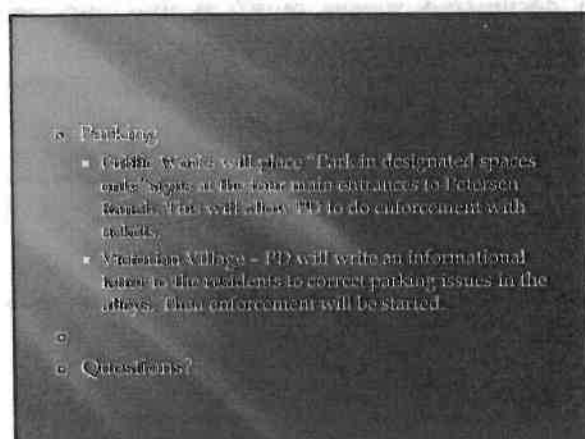 Parking
Public Works will place "Park in designated spaces
only" signs at the four main entrances to Petersen
Ranch. This will allow PD to do enforcement with
tickets.
Victorian Village – PD will write an informational
letter to the residents to correct parking issues in the
alleys. Then enforcement will be started.
Questions?